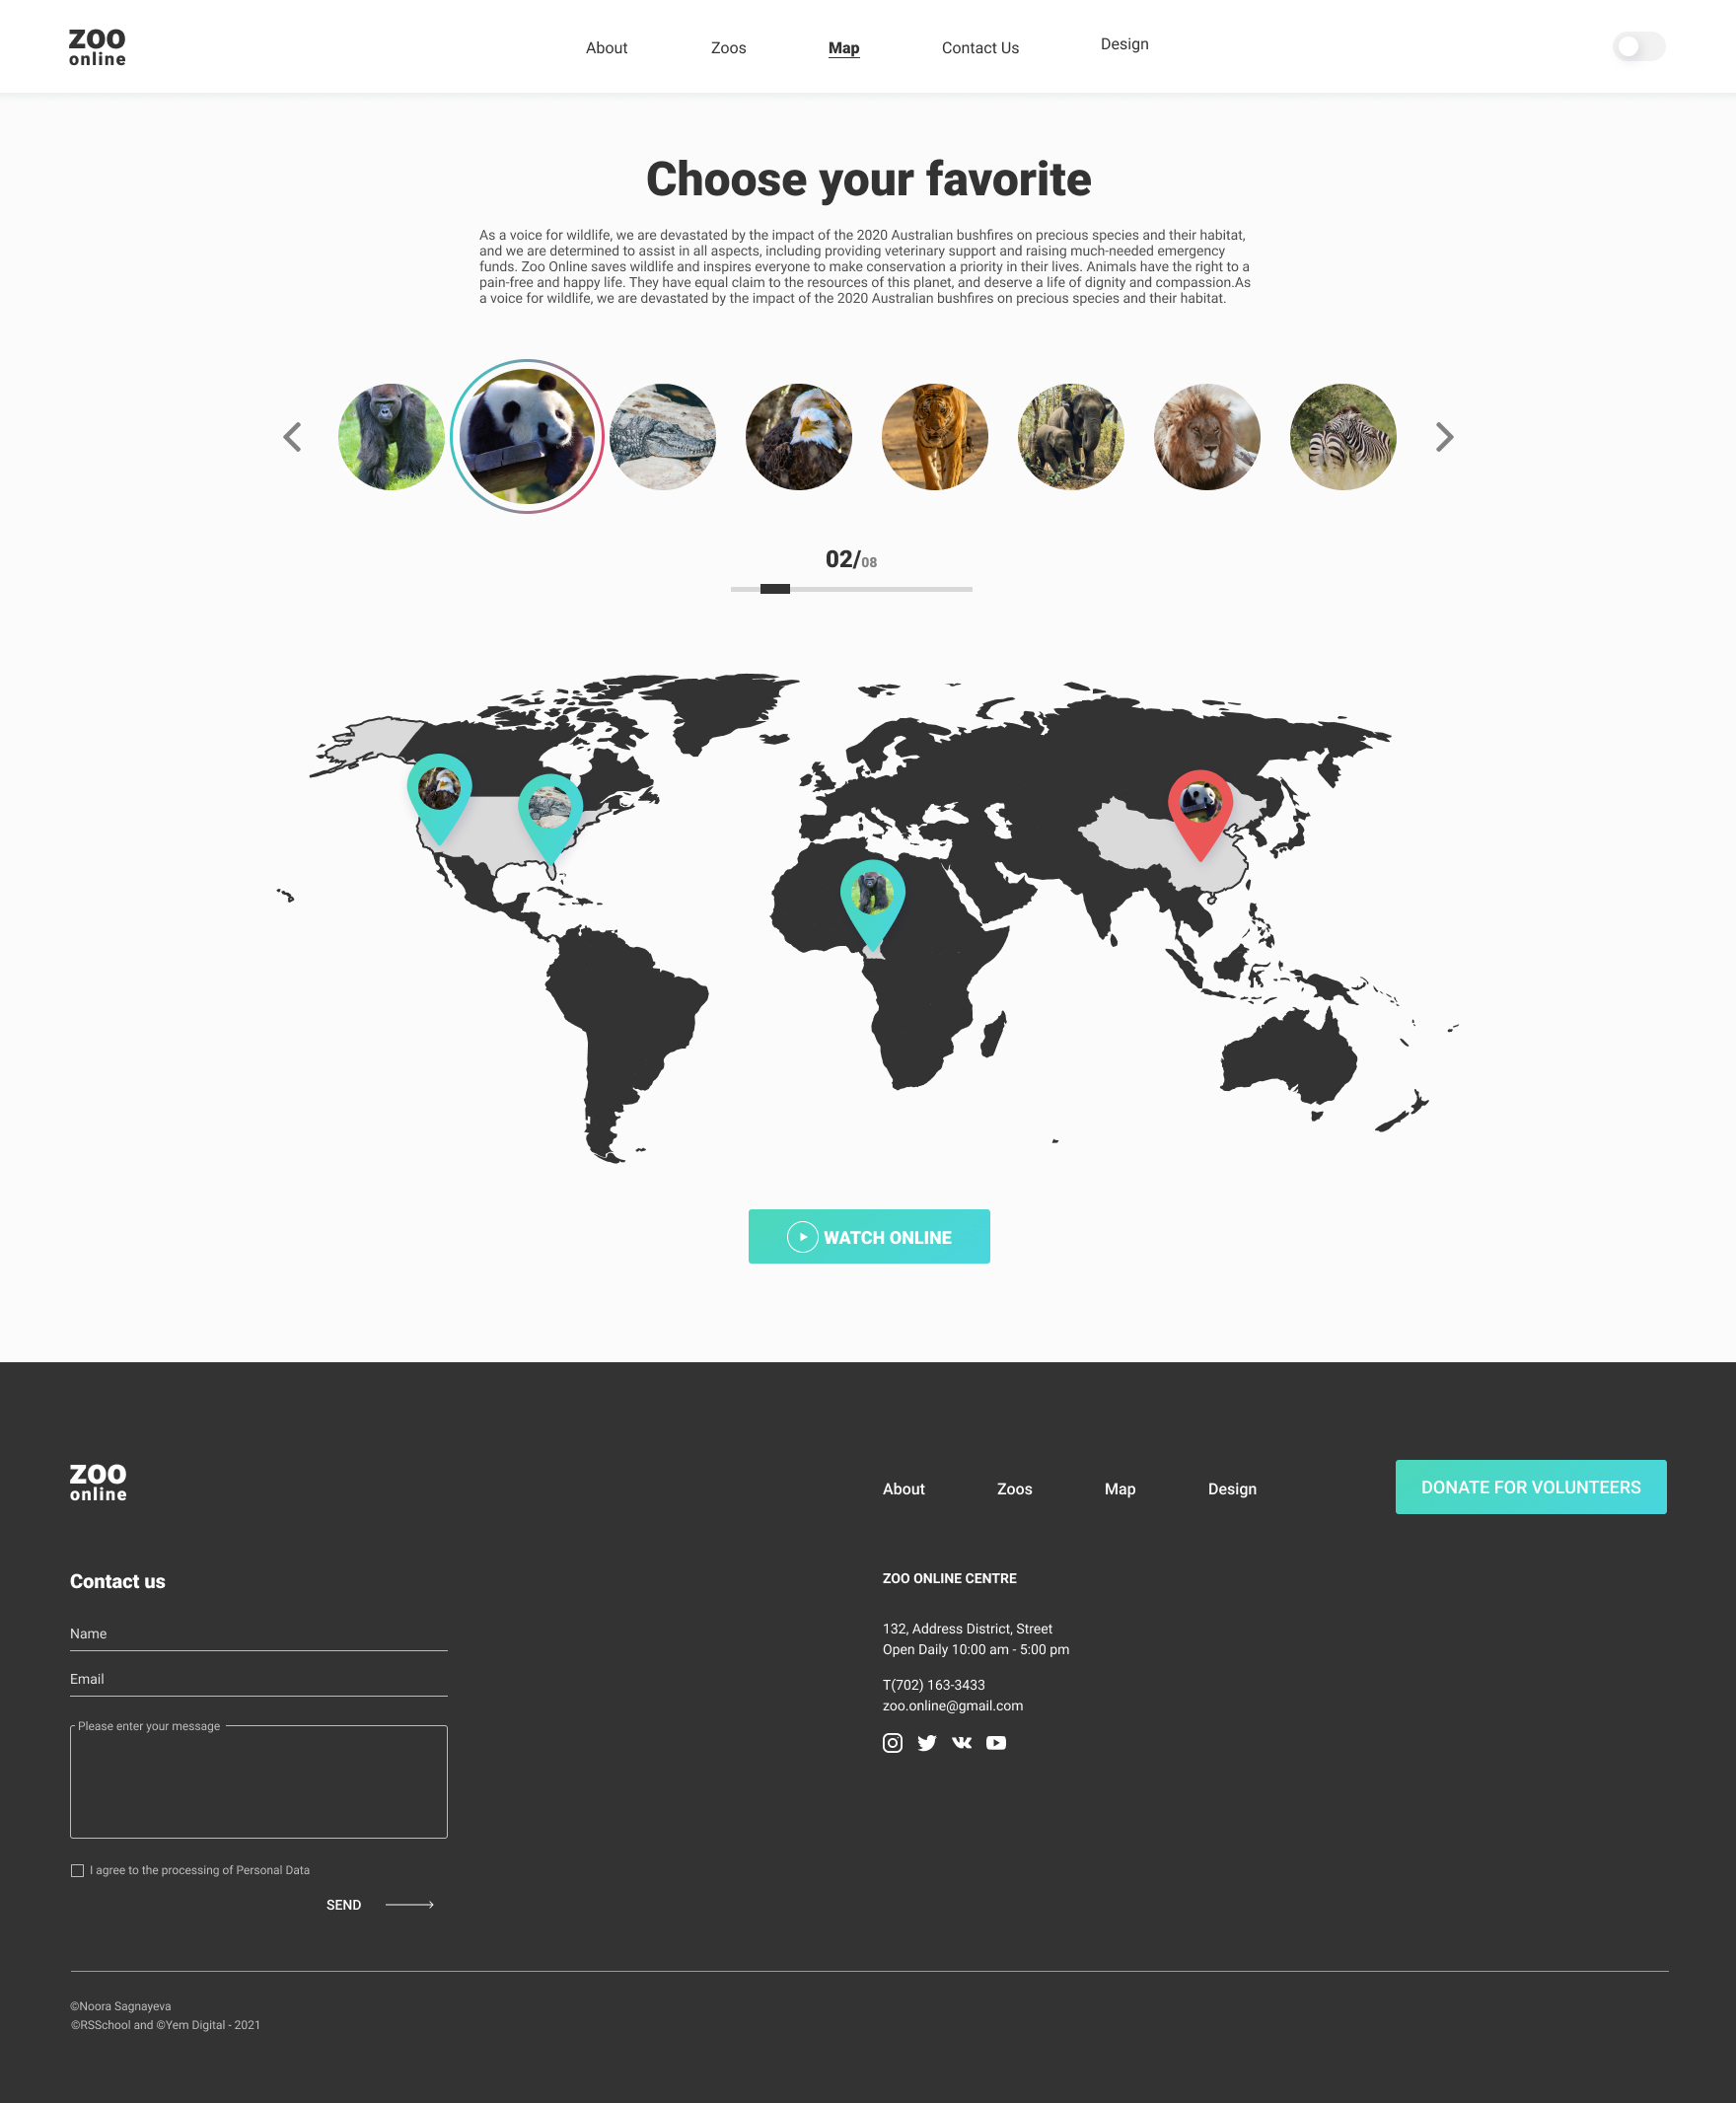 ZOO
online
About
Zoos
Map
Contact Us
Design
Choose your favorite
As a voice for wildlife, we are devastated by the impact of the 2020 Australian bushfires on precious species and their habitat,
and we are determined to assist in all aspects, including providing veterinary support and raising much-needed emergency
funds. Zoo Online saves wildlife and inspires everyone to make conservation a priority in their lives. Animals have the right to a
pain-free and happy life. They have equal claim to the resources of this planet, and deserve a life of dignity and compassion.As
a voice for wildlife, we are devastated by the impact of the 2020 Australian bushfires on precious species and their habitat.
02/08
WATCH ONLINE
ZOO
online
About
Zoos
Map
Design
DONATE FOR VOLUNTEERS
Contact us
Name
Email
Please enter your message
I agree to the processing of Personal Data
SEND
ZOO ONLINE CENTRE
132, Address District, Street
Open Daily 10:00 am - 5:00 pm
T(702) 163-3433
zoo.online@gmail.com
©Noora Sagnayeva
©RSSchool and ©Yem Digital - 2021